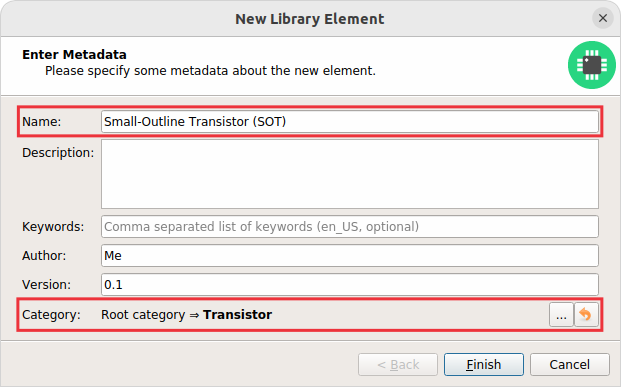 New Library Element
Enter Metadata
Please specify some metadata about the new element.
Name: Small-Outline Transistor (SOT)
Description:
Keywords: Comma separated list of keywords (en_US, optional)
Author: Me
Version: 0.1
Category: Root category ⇒ Transistor ...
< Back Finish Cancel